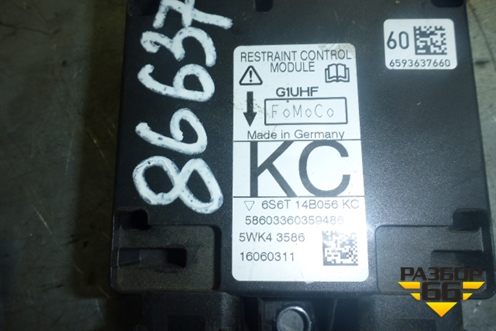 86637
60
6593637660
RESTRAINT CONTROL
MODULE
G1UHF
FoMoCo
Made in Germany
KC
6S6T 14B056 KC
58603360359486
5WK4 3586
16060311
РАЗБОР
66